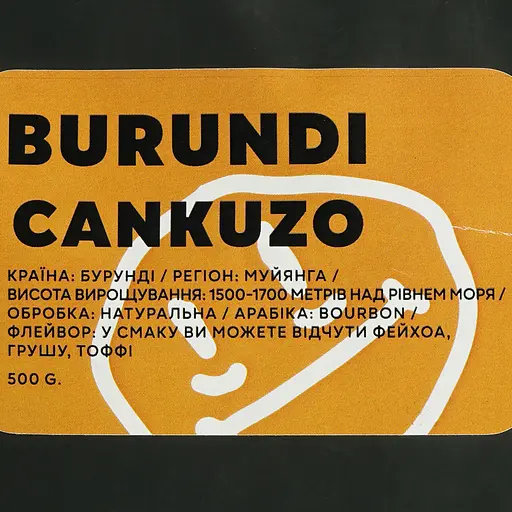 BURUNDI
CANKUZO
КРАЇНА: БУРУНДІ / РЕГІОН: МУЙЯНГА /
ВИСОТА ВИРОЩУВАННЯ: 1500-1700 МЕТРІВ НАД РІВНЕМ МОРЯ /
ОБРОБКА: НАТУРАЛЬНА / АРАБІКА: BOURBON /
ФЛЕЙВОР: У СМАКУ ВИ МОЖЕТЕ ВІДЧУТИ ФЕЙХОА,
ГРУШУ, ТОФФІ
500 G.